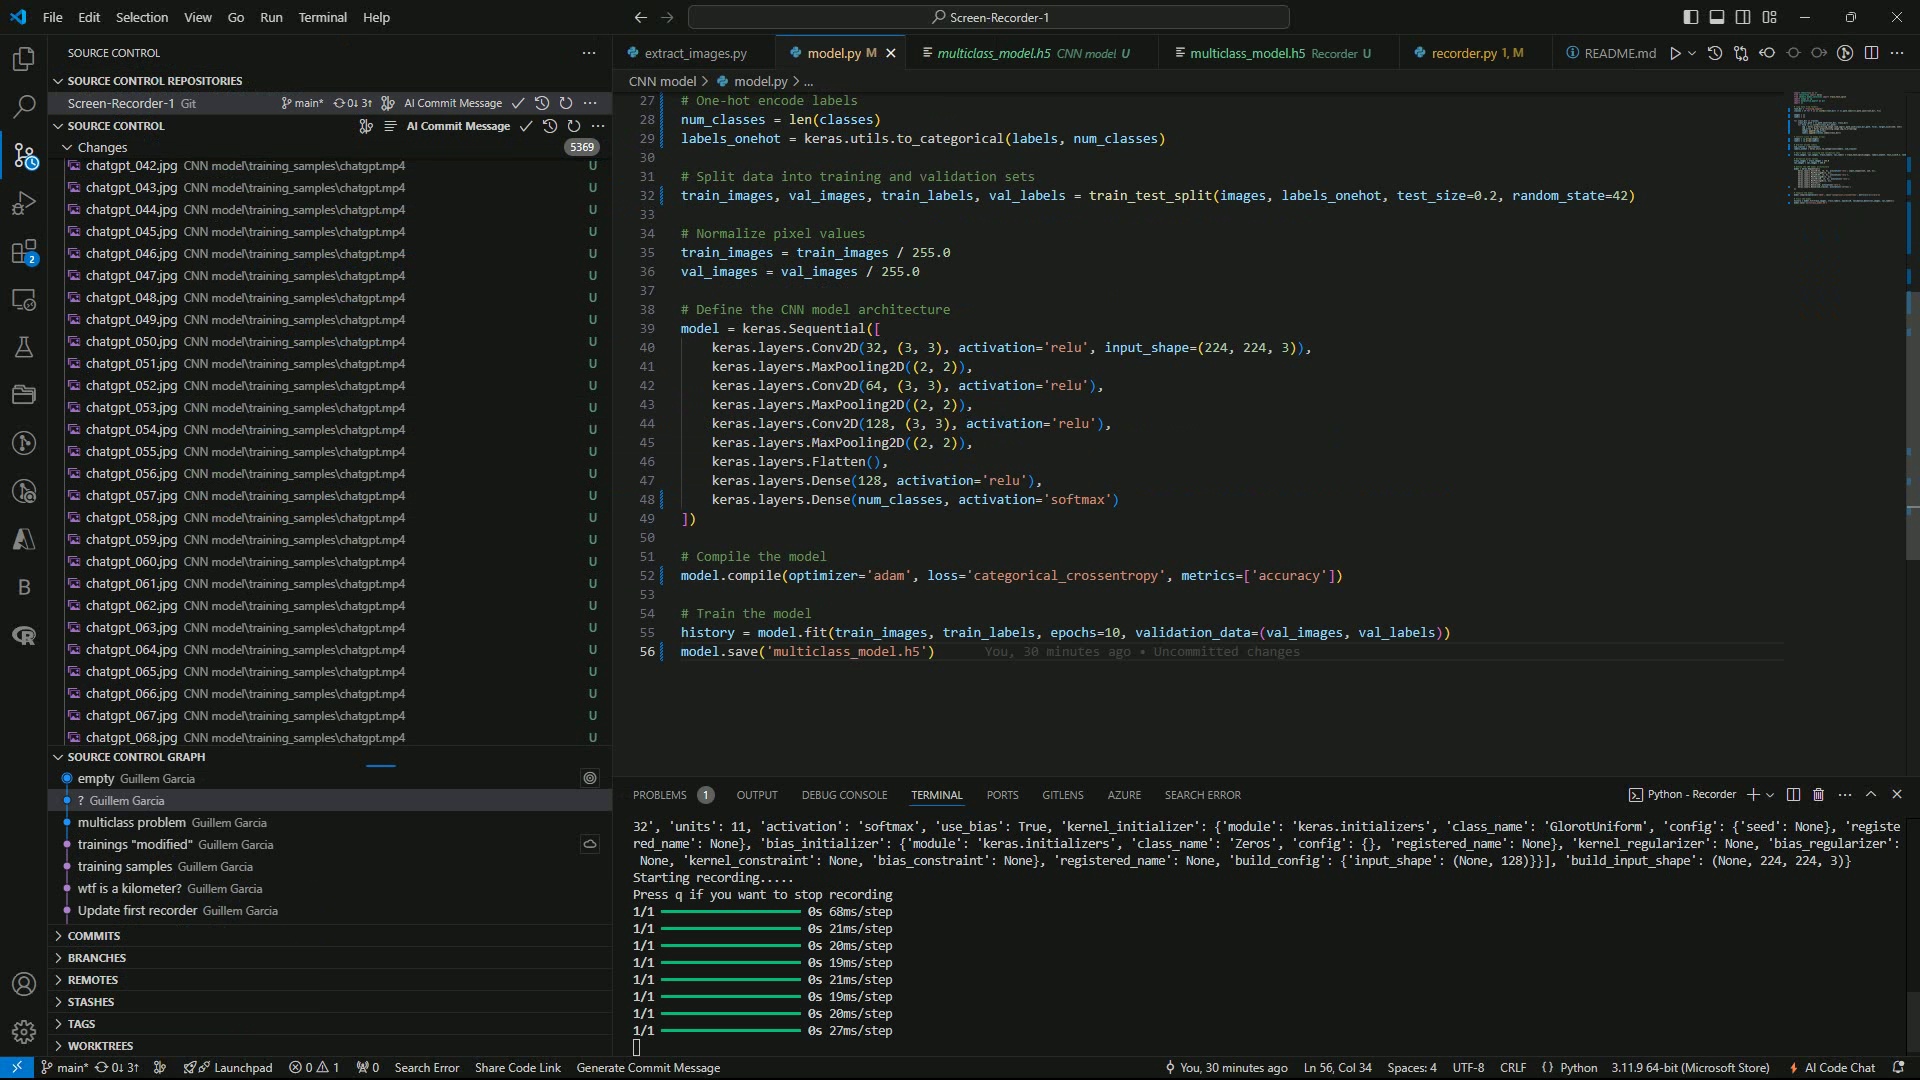 File Edit Selection View Go Run Terminal Help
Screen-Recorder-1
SOURCE CONTROL
SOURCE CONTROL REPOSITORIES
Screen-Recorder-1 Git main* 0↓ 3↑ AI Commit Message
SOURCE CONTROL AI Commit Message
Changes 5369
chatgpt_042.jpg CNN model\training_samples\chatgpt.mp4 U
chatgpt_043.jpg CNN model\training_samples\chatgpt.mp4 U
chatgpt_044.jpg CNN model\training_samples\chatgpt.mp4 U
chatgpt_045.jpg CNN model\training_samples\chatgpt.mp4 U
chatgpt_046.jpg CNN model\training_samples\chatgpt.mp4 U
chatgpt_047.jpg CNN model\training_samples\chatgpt.mp4 U
chatgpt_048.jpg CNN model\training_samples\chatgpt.mp4 U
chatgpt_049.jpg CNN model\training_samples\chatgpt.mp4 U
chatgpt_050.jpg CNN model\training_samples\chatgpt.mp4 U
chatgpt_051.jpg CNN model\training_samples\chatgpt.mp4 U
chatgpt_052.jpg CNN model\training_samples\chatgpt.mp4 U
chatgpt_053.jpg CNN model\training_samples\chatgpt.mp4 U
chatgpt_054.jpg CNN model\training_samples\chatgpt.mp4 U
chatgpt_055.jpg CNN model\training_samples\chatgpt.mp4 U
chatgpt_056.jpg CNN model\training_samples\chatgpt.mp4 U
chatgpt_057.jpg CNN model\training_samples\chatgpt.mp4 U
chatgpt_058.jpg CNN model\training_samples\chatgpt.mp4 U
chatgpt_059.jpg CNN model\training_samples\chatgpt.mp4 U
chatgpt_060.jpg CNN model\training_samples\chatgpt.mp4 U
chatgpt_061.jpg CNN model\training_samples\chatgpt.mp4 U
chatgpt_062.jpg CNN model\training_samples\chatgpt.mp4 U
chatgpt_063.jpg CNN model\training_samples\chatgpt.mp4 U
chatgpt_064.jpg CNN model\training_samples\chatgpt.mp4 U
chatgpt_065.jpg CNN model\training_samples\chatgpt.mp4 U
chatgpt_066.jpg CNN model\training_samples\chatgpt.mp4 U
chatgpt_067.jpg CNN model\training_samples\chatgpt.mp4 U
chatgpt_068.jpg CNN model\training_samples\chatgpt.mp4 U
SOURCE CONTROL GRAPH
empty Guillem Garcia
? Guillem Garcia
multiclass problem Guillem Garcia
trainings "modified" Guillem Garcia
training samples Guillem Garcia
wtf is a kilometer? Guillem Garcia
Update first recorder Guillem Garcia
COMMITS
BRANCHES
REMOTES
STASHES
TAGS
WORKTREES
2
B
R
extract_images.py model.py M multiclass_model.h5 CNN model U multiclass_model.h5 Recorder U recorder.py 1, M README.md
CNN model > model.py > ...
27 # One-hot encode labels
28 num_classes = len(classes)
29 labels_onehot = keras.utils.to_categorical(labels, num_classes)
30
31 # Split data into training and validation sets
32 train_images, val_images, train_labels, val_labels = train_test_split(images, labels_onehot, test_size=0.2, random_state=42)
33
34 # Normalize pixel values
35 train_images = train_images / 255.0
36 val_images = val_images / 255.0
37
38 # Define the CNN model architecture
39 model = keras.Sequential([
40 keras.layers.Conv2D(32, (3, 3), activation='relu', input_shape=(224, 224, 3)),
41 keras.layers.MaxPooling2D((2, 2)),
42 keras.layers.Conv2D(64, (3, 3), activation='relu'),
43 keras.layers.MaxPooling2D((2, 2)),
44 keras.layers.Conv2D(128, (3, 3), activation='relu'),
45 keras.layers.MaxPooling2D((2, 2)),
46 keras.layers.Flatten(),
47 keras.layers.Dense(128, activation='relu'),
48 keras.layers.Dense(num_classes, activation='softmax')
49 ])
50
51 # Compile the model
52 model.compile(optimizer='adam', loss='categorical_crossentropy', metrics=['accuracy'])
53
54 # Train the model
55 history = model.fit(train_images, train_labels, epochs=10, validation_data=(val_images, val_labels))
56 model.save('multiclass_model.h5') You, 30 minutes ago • Uncommitted changes
PROBLEMS 1 OUTPUT DEBUG CONSOLE TERMINAL PORTS GITLENS AZURE SEARCH ERROR Python - Recorder
32', 'units': 11, 'activation': 'softmax', 'use_bias': True, 'kernel_initializer': {'module': 'keras.initializers', 'class_name': 'GlorotUniform', 'config': {'seed': None}, 'registe
red_name': None}, 'bias_initializer': {'module': 'keras.initializers', 'class_name': 'Zeros', 'config': {}, 'registered_name': None}, 'kernel_regularizer': None, 'bias_regularizer':
None, 'kernel_constraint': None, 'bias_constraint': None}, 'registered_name': None, 'build_config': {'input_shape': (None, 128)}}], 'build_input_shape': (None, 224, 224, 3)}
Starting recording.....
Press q if you want to stop recording
1/1 0s 68ms/step
1/1 0s 21ms/step
1/1 0s 20ms/step
1/1 0s 19ms/step
1/1 0s 21ms/step
1/1 0s 19ms/step
1/1 0s 20ms/step
1/1 0s 27ms/step
main* 0↓ 3↑ Launchpad 0 1 0 Search Error Share Code Link Generate Commit Message You, 30 minutes ago Ln 56, Col 34 Spaces: 4 UTF-8 CRLF {} Python 3.11.9 64-bit (Microsoft Store) AI Code Chat